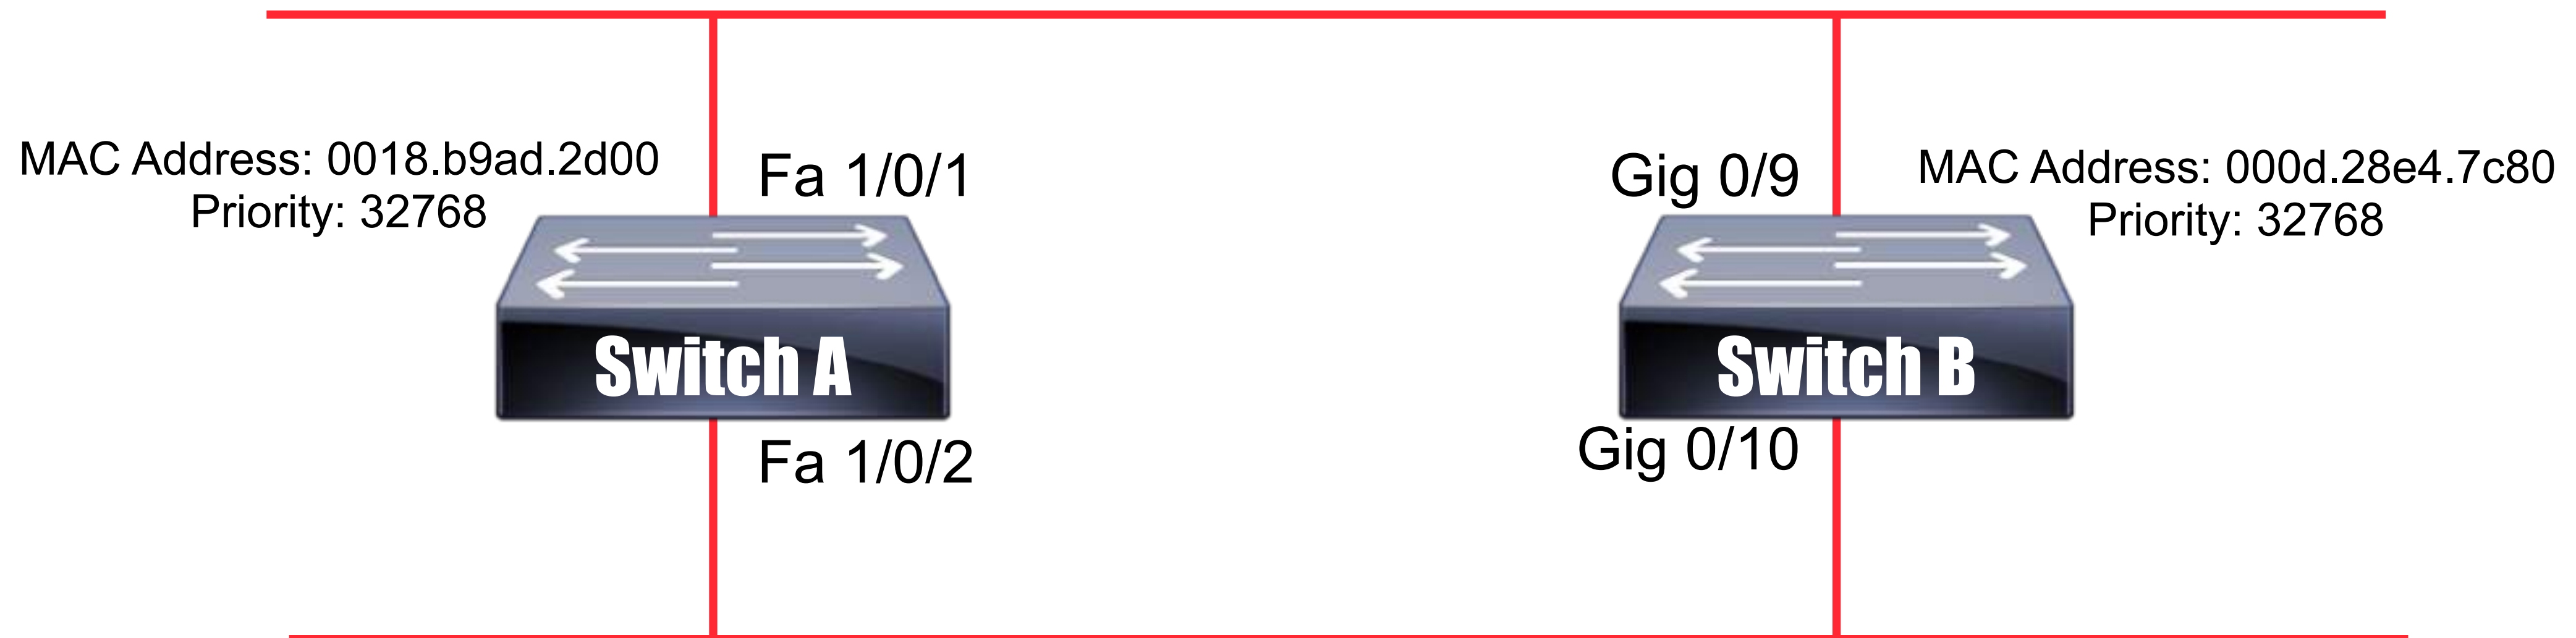 MAC Address: 0018.b9ad.2d00
Priority: 32768
Fa 1/0/1
Gig 0/9
MAC Address: 000d.28e4.7c80
Priority: 32768
Switch A
Switch B
Fa 1/0/2
Gig 0/10